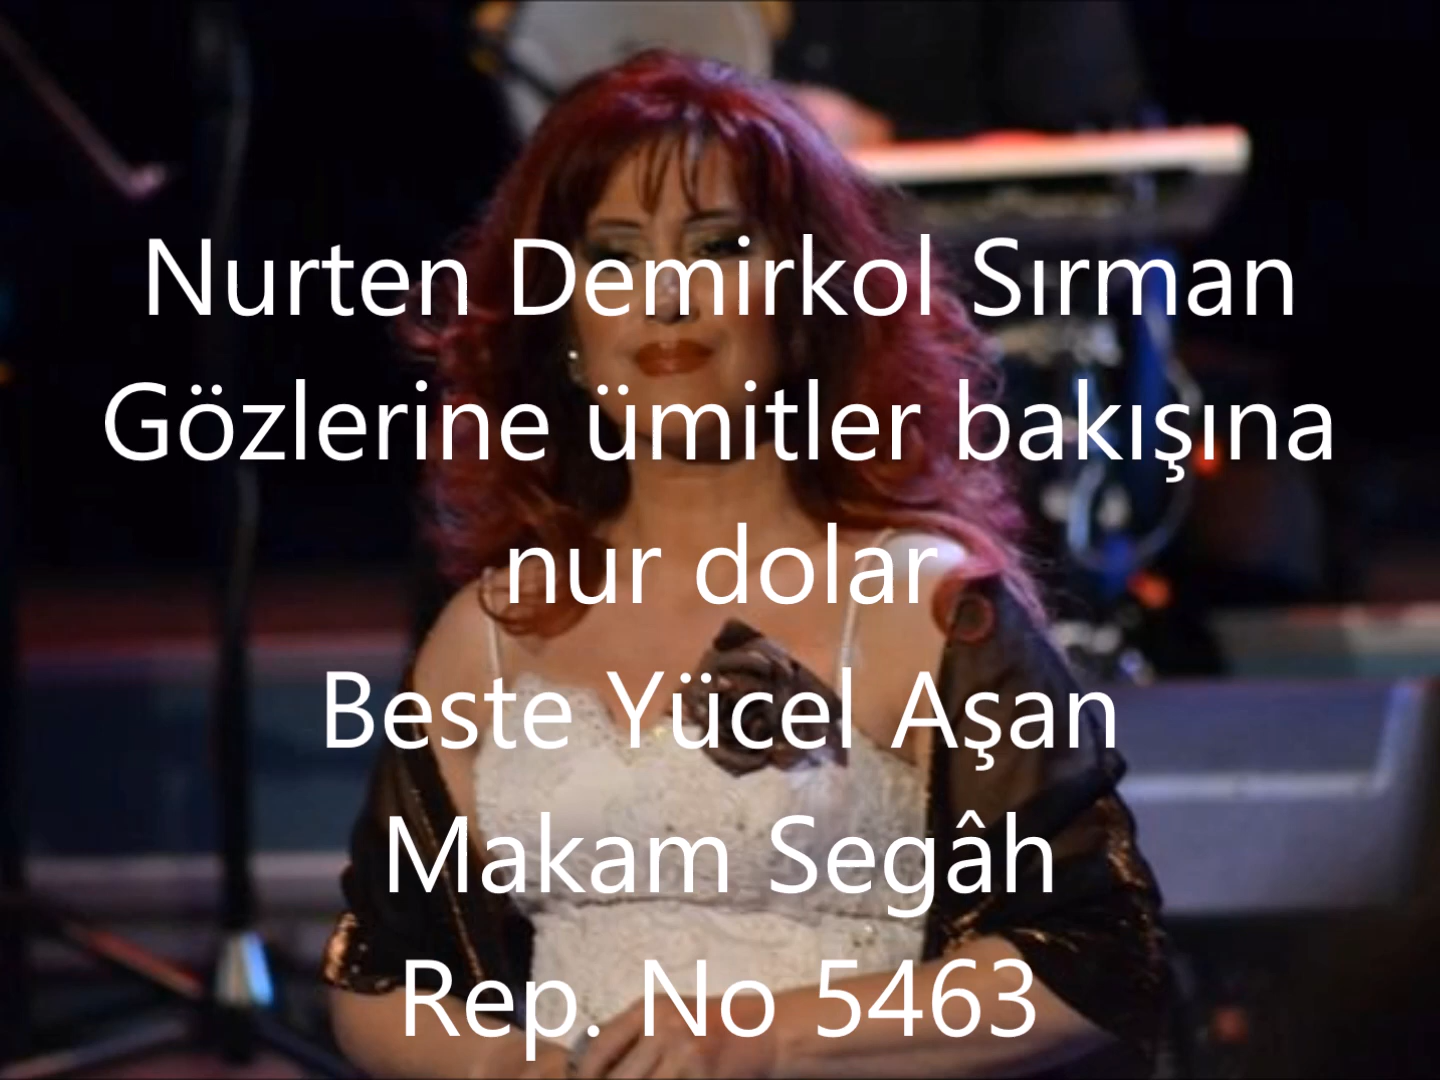 Nurten Demirkol Sırman
Gözlerine ümitler bakışına
nur dolar
Beste Yücel Aşan
Makam Segâh
Rep. No 5463